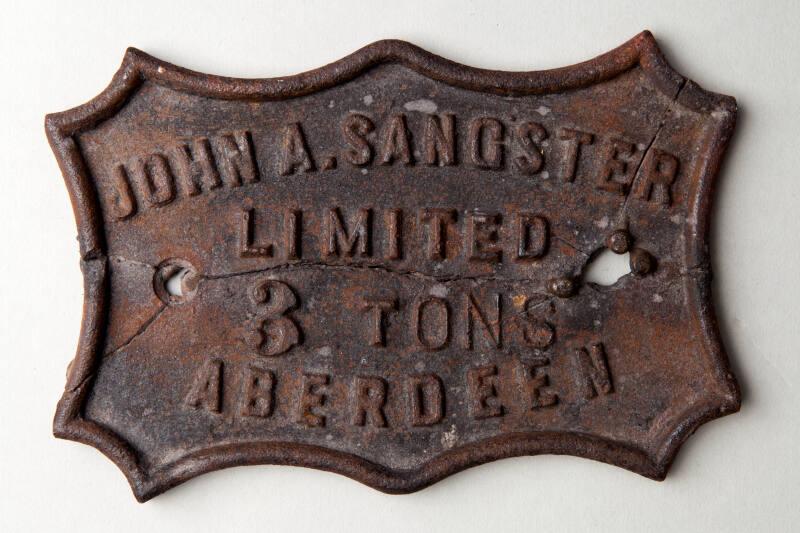 JOHN A. SANGSTER
LIMITED
3 TONS
ABERDEEN